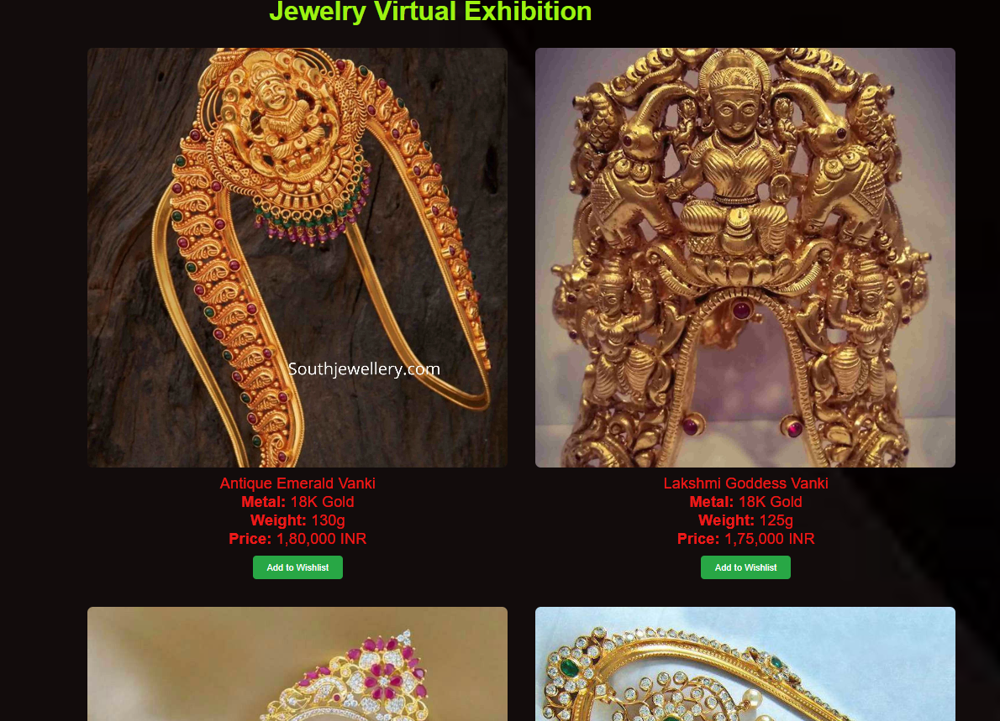 Jewelry Virtual Exhibition
Southjewellery.com
Antique Emerald Vanki
Metal: 18K Gold
Weight: 130g
Price: 1,80,000 INR
Add to Wishlist
Lakshmi Goddess Vanki
Metal: 18K Gold
Weight: 125g
Price: 1,75,000 INR
Add to Wishlist